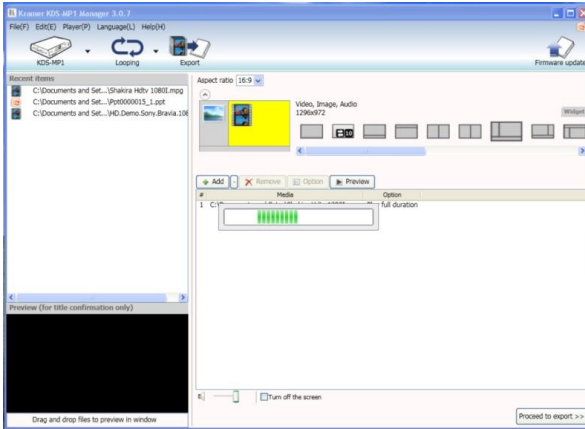 Kramer KDS-MP1 Manager 3.0.7
File(F) Edit(E) Player(P) Language(L) Help(H)
KDS-MP1 Looping Export Firmware update
Recent items
C:\Documents and Set...\Shakira Hdtv 1080I.mpg
C:\Documents and Set...\Ppt0000015_1.ppt
C:\Documents and Set...\HD.Demo.Sony.Bravia.108
Aspect ratio 16:9
Video, Image, Audio
1296x972
Widget
Add Remove Option Preview
# Media Option
1 full duration
Preview (for title confirmation only)
Turn off the screen
Drag and drop files to preview in window
Proceed to export >>